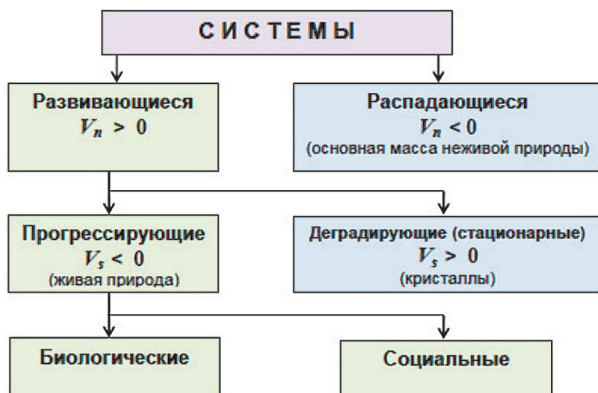 СИСТЕМЫ
Развивающиеся
Vn > 0
Распадающиеся
Vn < 0
(основная масса неживой природы)
Прогрессирующие
Vs < 0
(живая природа)
Деградирующие (стационарные)
Vs > 0
(кристаллы)
Биологические
Социальные